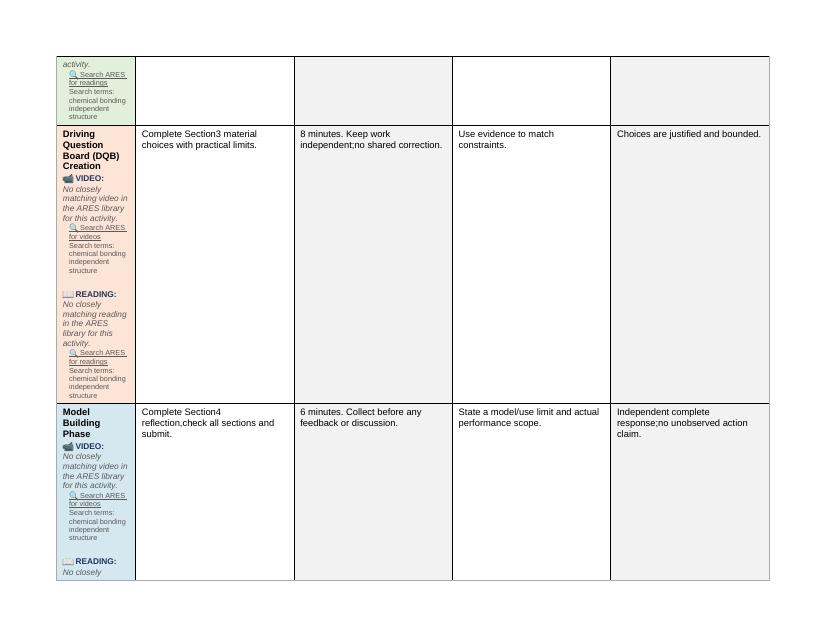 activity.
🔍 Search ARES
for readings
Search terms:
chemical bonding
independent
structure
Driving
Question
Board (DQB)
Creation
📹 VIDEO:
No closely
matching video in
the ARES library
for this activity.
🔍 Search ARES
for videos
Search terms:
chemical bonding
independent
structure
📖 READING:
No closely
matching reading
in the ARES
library for this
activity.
🔍 Search ARES
for readings
Search terms:
chemical bonding
independent
structure
Complete Section3 material
choices with practical limits.
8 minutes. Keep work
independent;no shared correction.
Use evidence to match
constraints.
Choices are justified and bounded.
Model
Building
Phase
📹 VIDEO:
No closely
matching video in
the ARES library
for this activity.
🔍 Search ARES
for videos
Search terms:
chemical bonding
independent
structure
📖 READING:
No closely
Complete Section4
reflection,check all sections and
submit.
6 minutes. Collect before any
feedback or discussion.
State a model/use limit and actual
performance scope.
Independent complete
response;no unobserved action
claim.